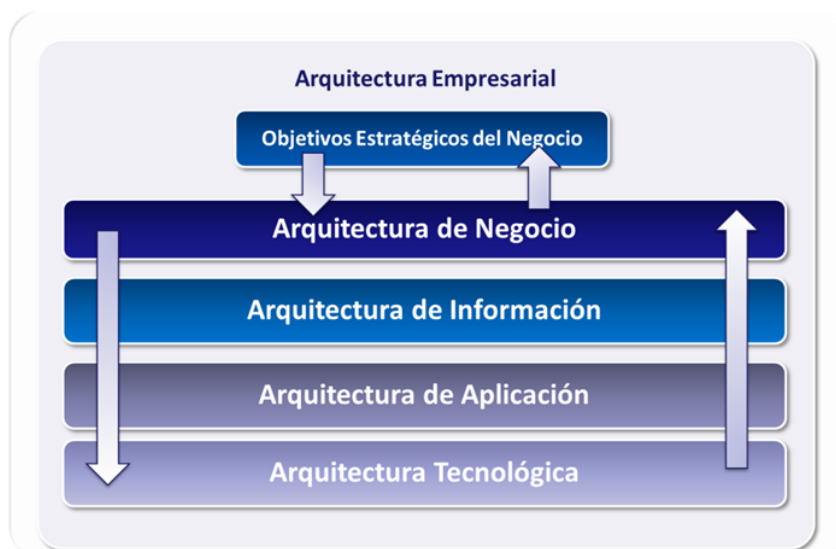 Arquitectura Empresarial
Objetivos Estratégicos del Negocio
Arquitectura de Negocio
Arquitectura de Información
Arquitectura de Aplicación
Arquitectura Tecnológica